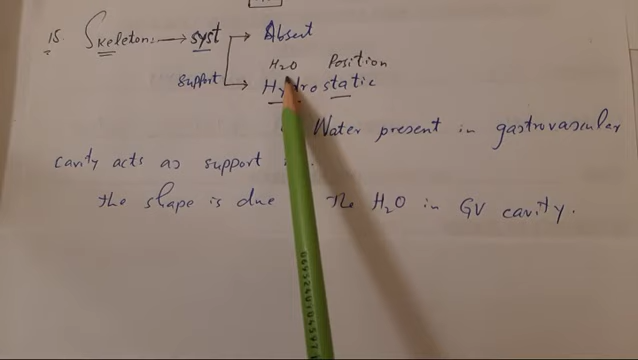 15. Skeleton: → syst → Absent
H₂O Position
support → Hydrostatic
Water present in gastrovascular
cavity acts as support
the shape is due the H₂O in GV cavity.